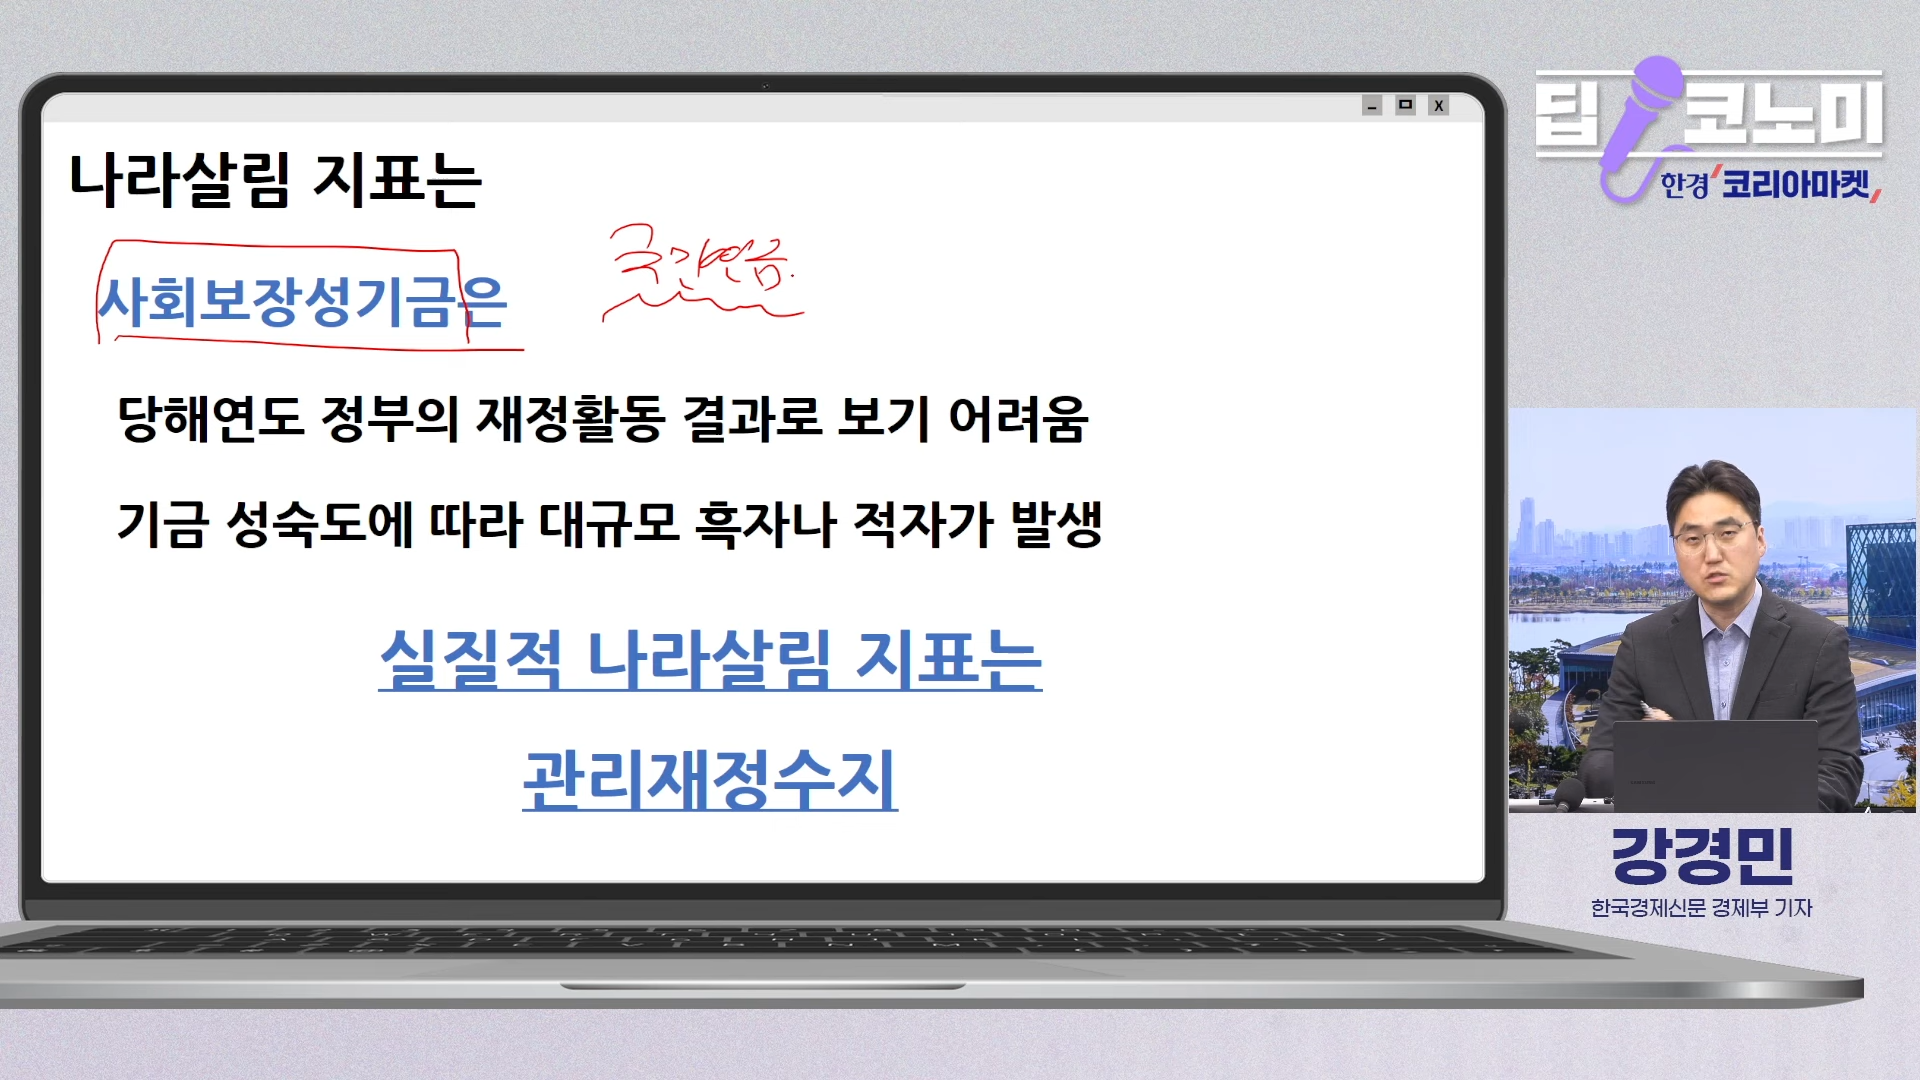 나라살림 지표는
사회보장성기금은
국민연금.
당해연도 정부의 재정활동 결과로 보기 어려움
기금 성숙도에 따라 대규모 흑자나 적자가 발생
실질적 나라살림 지표는
관리재정수지
X
딥코노미
한경 '코리아마켓,
강경민
한국경제신문 경제부 기자